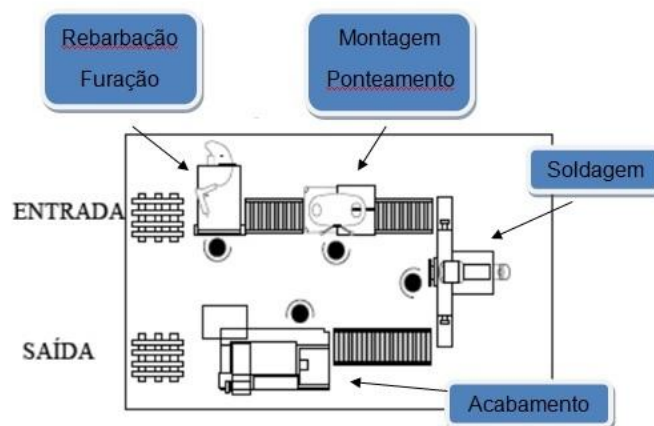 Rebarbação
Furação
Montagem
Ponteamento
Soldagem
ENTRADA
SAÍDA
Acabamento